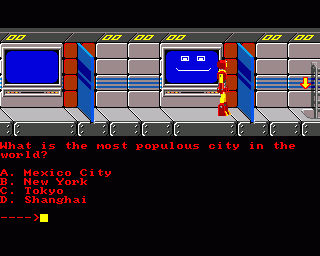 What is the most populous city in the
world?
A. Mexico City
B. New York
C. Tokyo
D. Shanghai
---->